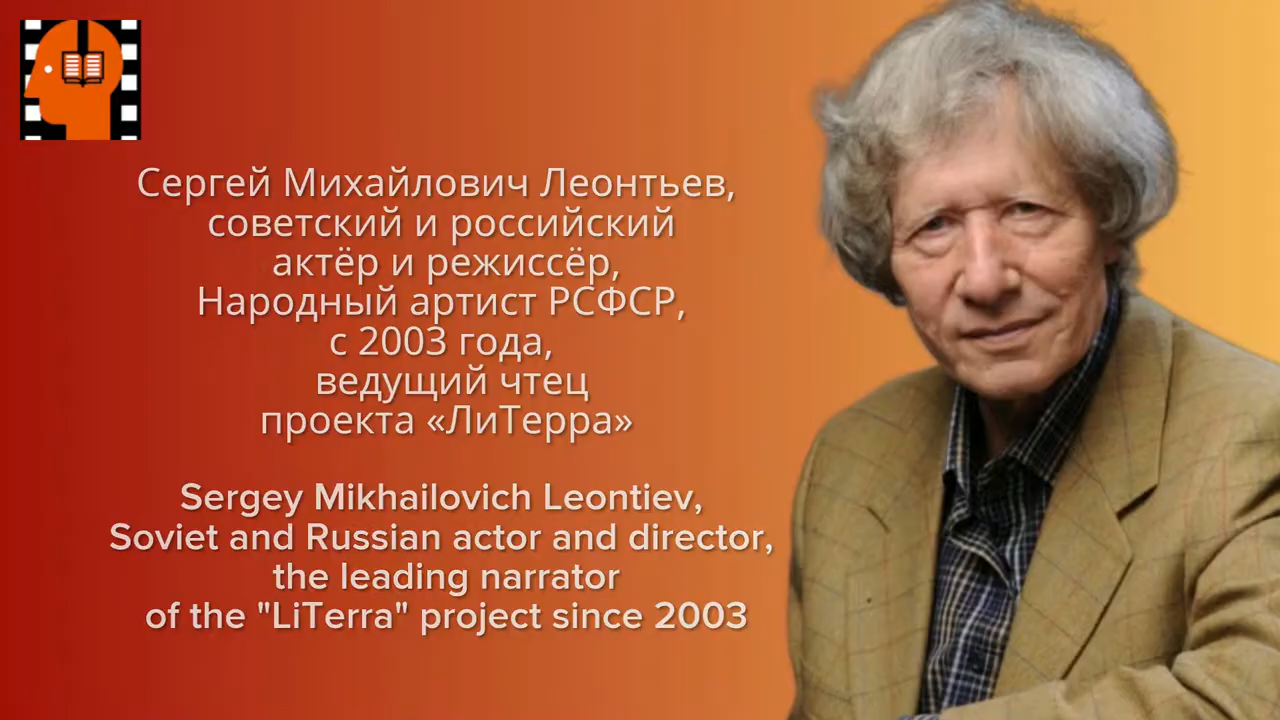 Сергей Михайлович Леонтьев,
советский и российский
актёр и режиссёр,
Народный артист РСФСР,
с 2003 года,
ведущий чтец
проекта «ЛиТерра»
Sergey Mikhailovich Leontiev,
Soviet and Russian actor and director,
the leading narrator
of the "LiTerra" project since 2003